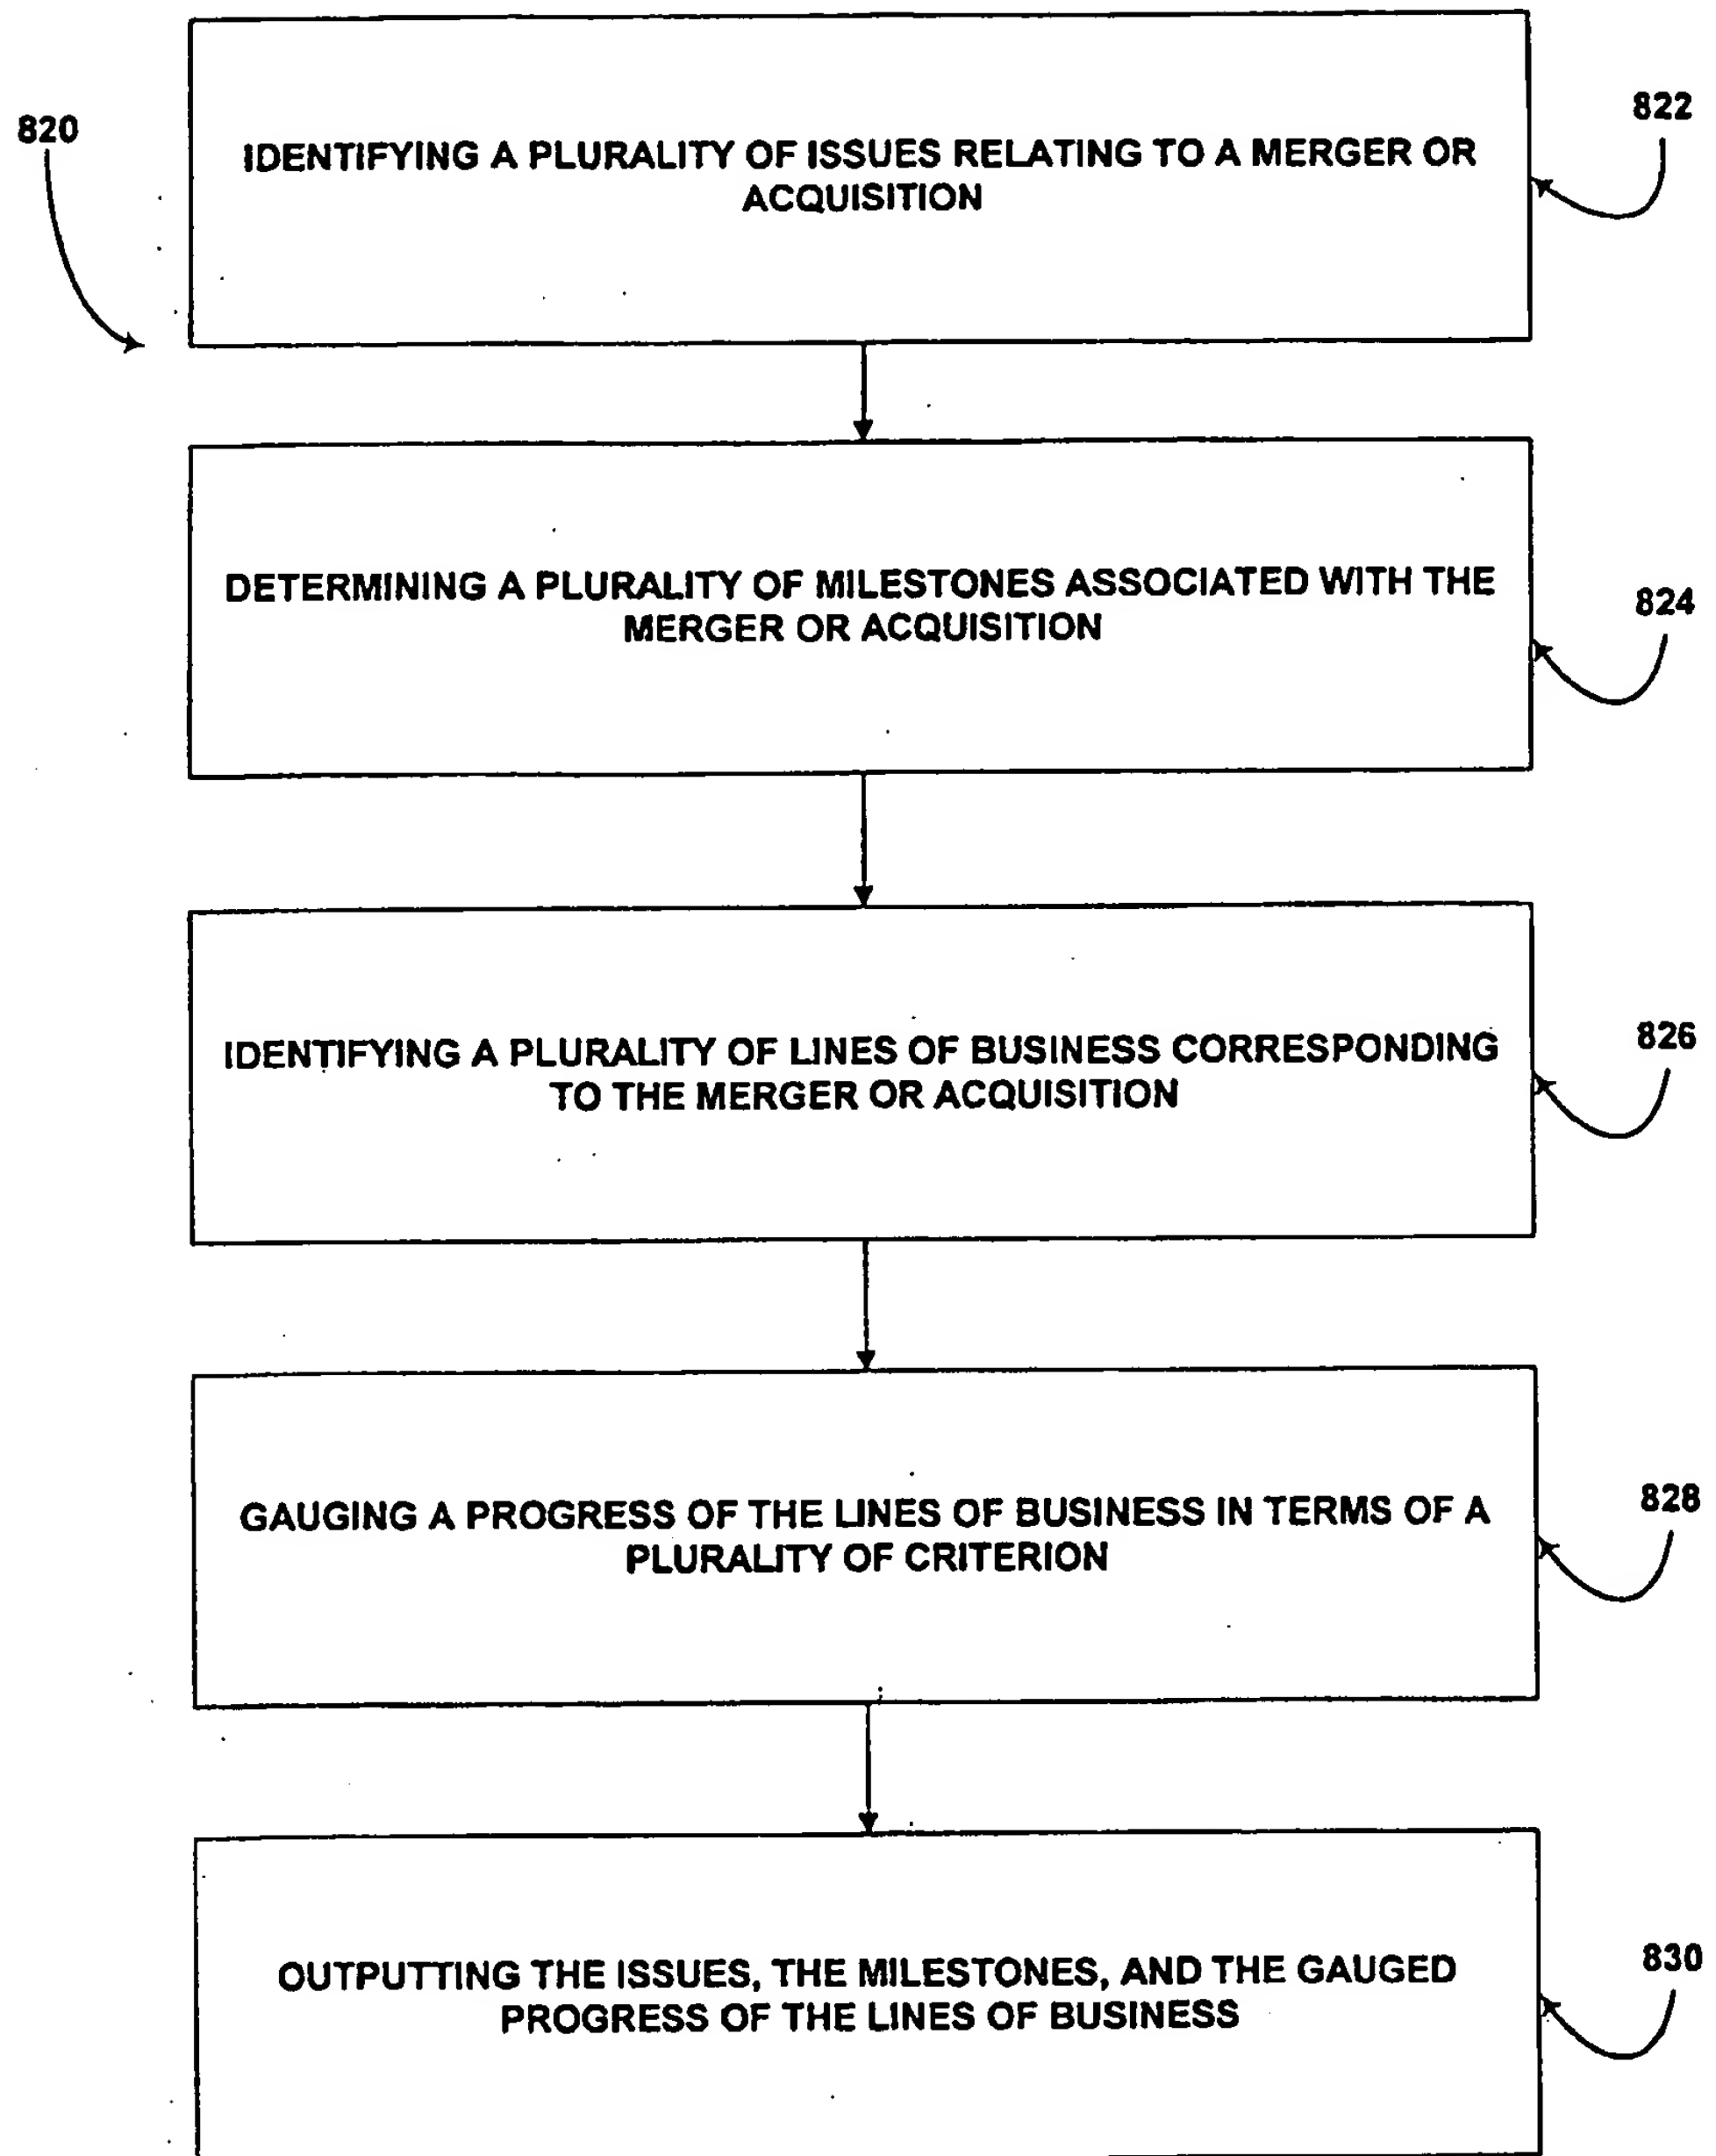 820
822
IDENTIFYING A PLURALITY OF ISSUES RELATING TO A MERGER OR
ACQUISITION
DETERMINING A PLURALITY OF MILESTONES ASSOCIATED WITH THE
MERGER OR ACQUISITION
824
IDENTIFYING A PLURALITY OF LINES OF BUSINESS CORRESPONDING
TO THE MERGER OR ACQUISITION
826
GAUGING A PROGRESS OF THE LINES OF BUSINESS IN TERMS OF A
PLURALITY OF CRITERION
828
OUTPUTTING THE ISSUES, THE MILESTONES, AND THE GAUGED
PROGRESS OF THE LINES OF BUSINESS
830